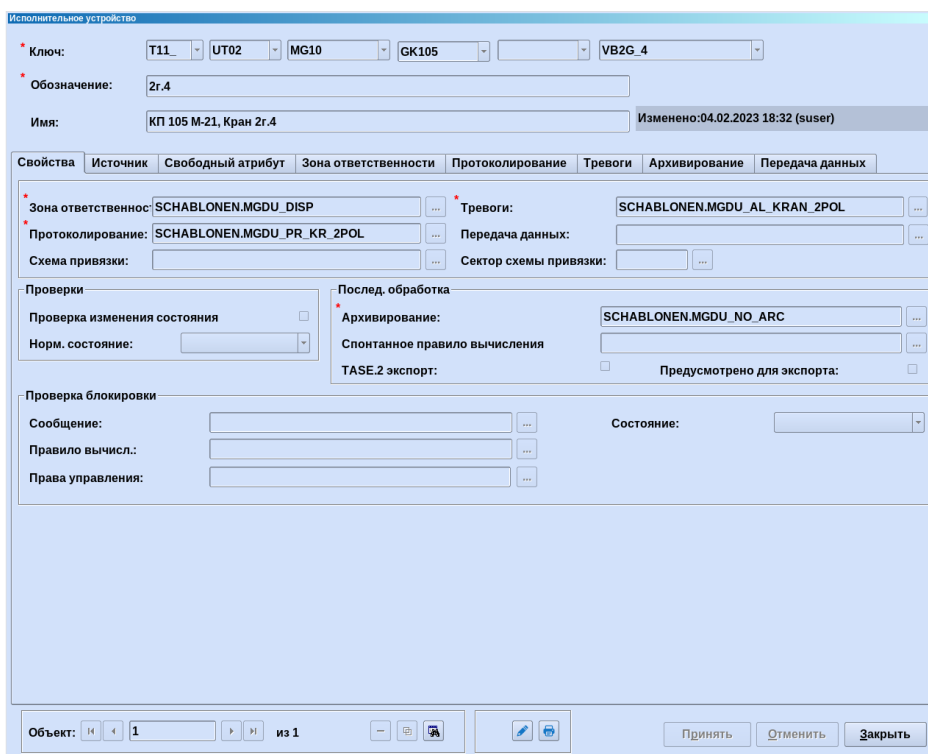 Исполнительное устройство
* Ключ: T11_ UT02 MG10 GK105 VB2G_4
* Обозначение: 2г.4
Имя: КП 105 М-21, Кран 2г.4 Изменено:04.02.2023 18:32 (suser)
Свойства Источник Свободный атрибут Зона ответственности Протоколирование Тревоги Архивирование Передача данных
* Зона ответственнос SCHABLONEN.MGDU_DISP ... * Тревоги: SCHABLONEN.MGDU_AL_KRAN_2POL ...
* Протоколирование: SCHABLONEN.MGDU_PR_KR_2POL ... Передача данных: ...
Схема привязки: ... Сектор схемы привязки: ...
Проверки Послед. обработка
Проверка изменения состояния * Архивирование: SCHABLONEN.MGDU_NO_ARC ...
Норм. состояние: Спонтанное правило вычисления ...
TASE.2 экспорт: Предусмотрено для экспорта:
Проверка блокировки
Сообщение: ... Состояние:
Правило вычисл.: ...
Права управления: ...
Объект: 1 из 1 Принять Отменить Закрыть